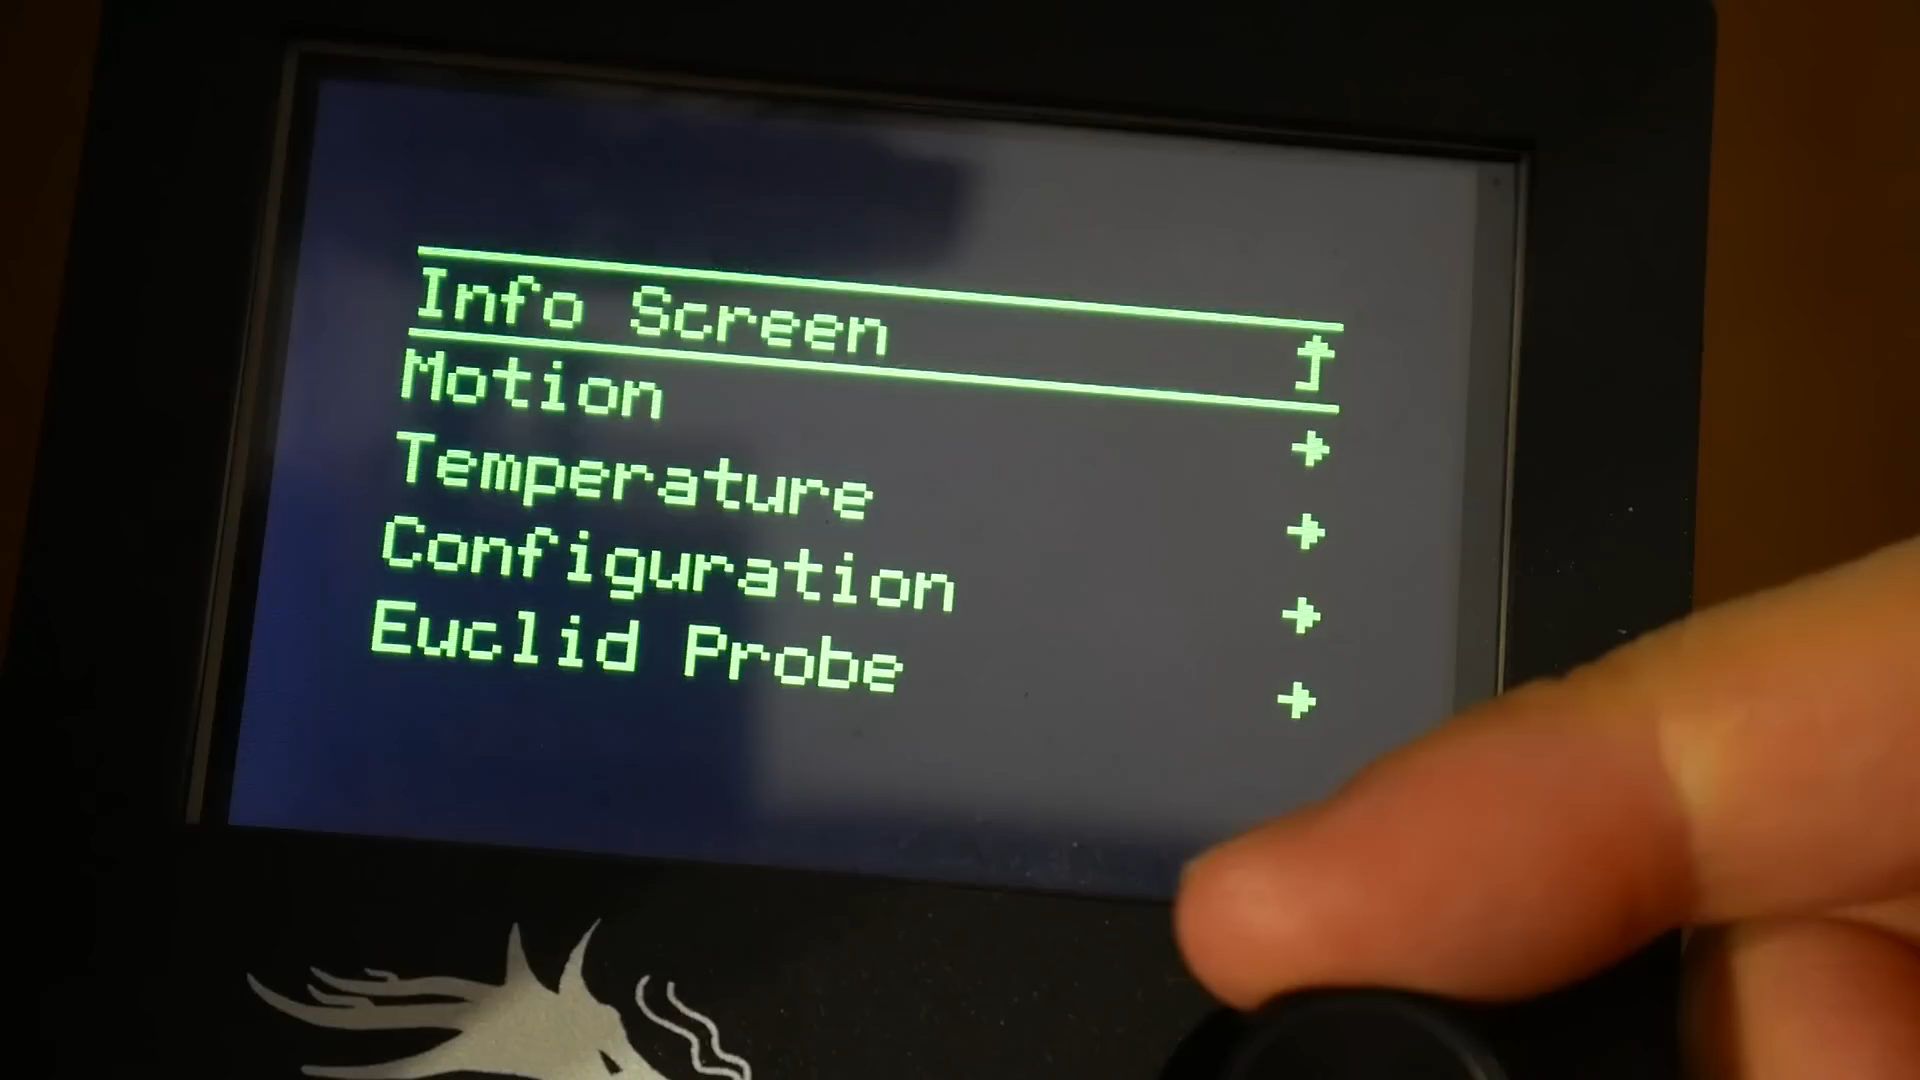 Info Screen
Motion
Temperature
Configuration
Euclid Probe